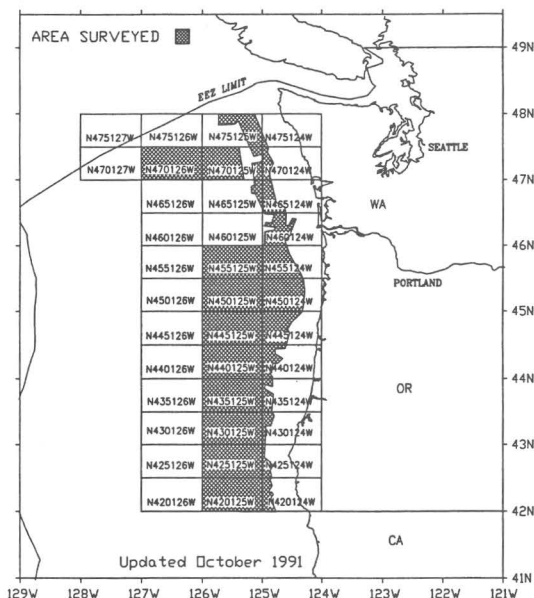 AREA SURVEYED
49N
EEZ LIMIT
48N
N475127W N475126W N475125W N475124W
SEATTLE
N470127W N470126W N470125W N470124W
47N
N465126W N465125W N465124W
WA
N460126W N460125W N460124W
46N
N455126W N455125W N455124W
PORTLAND
N450126W N450125W N450124W
45N
N445126W N445125W N445124W
N440126W N440125W N440124W
44N
OR
N435126W N435125W N435124W
N430126W N430125W N430124W
43N
N425126W N425125W N425124W
N420126W N420125W N420124W
42N
CA
Updated October 1991
41N
129W 128W 127W 126W 125W 124W 123W 122W 121W